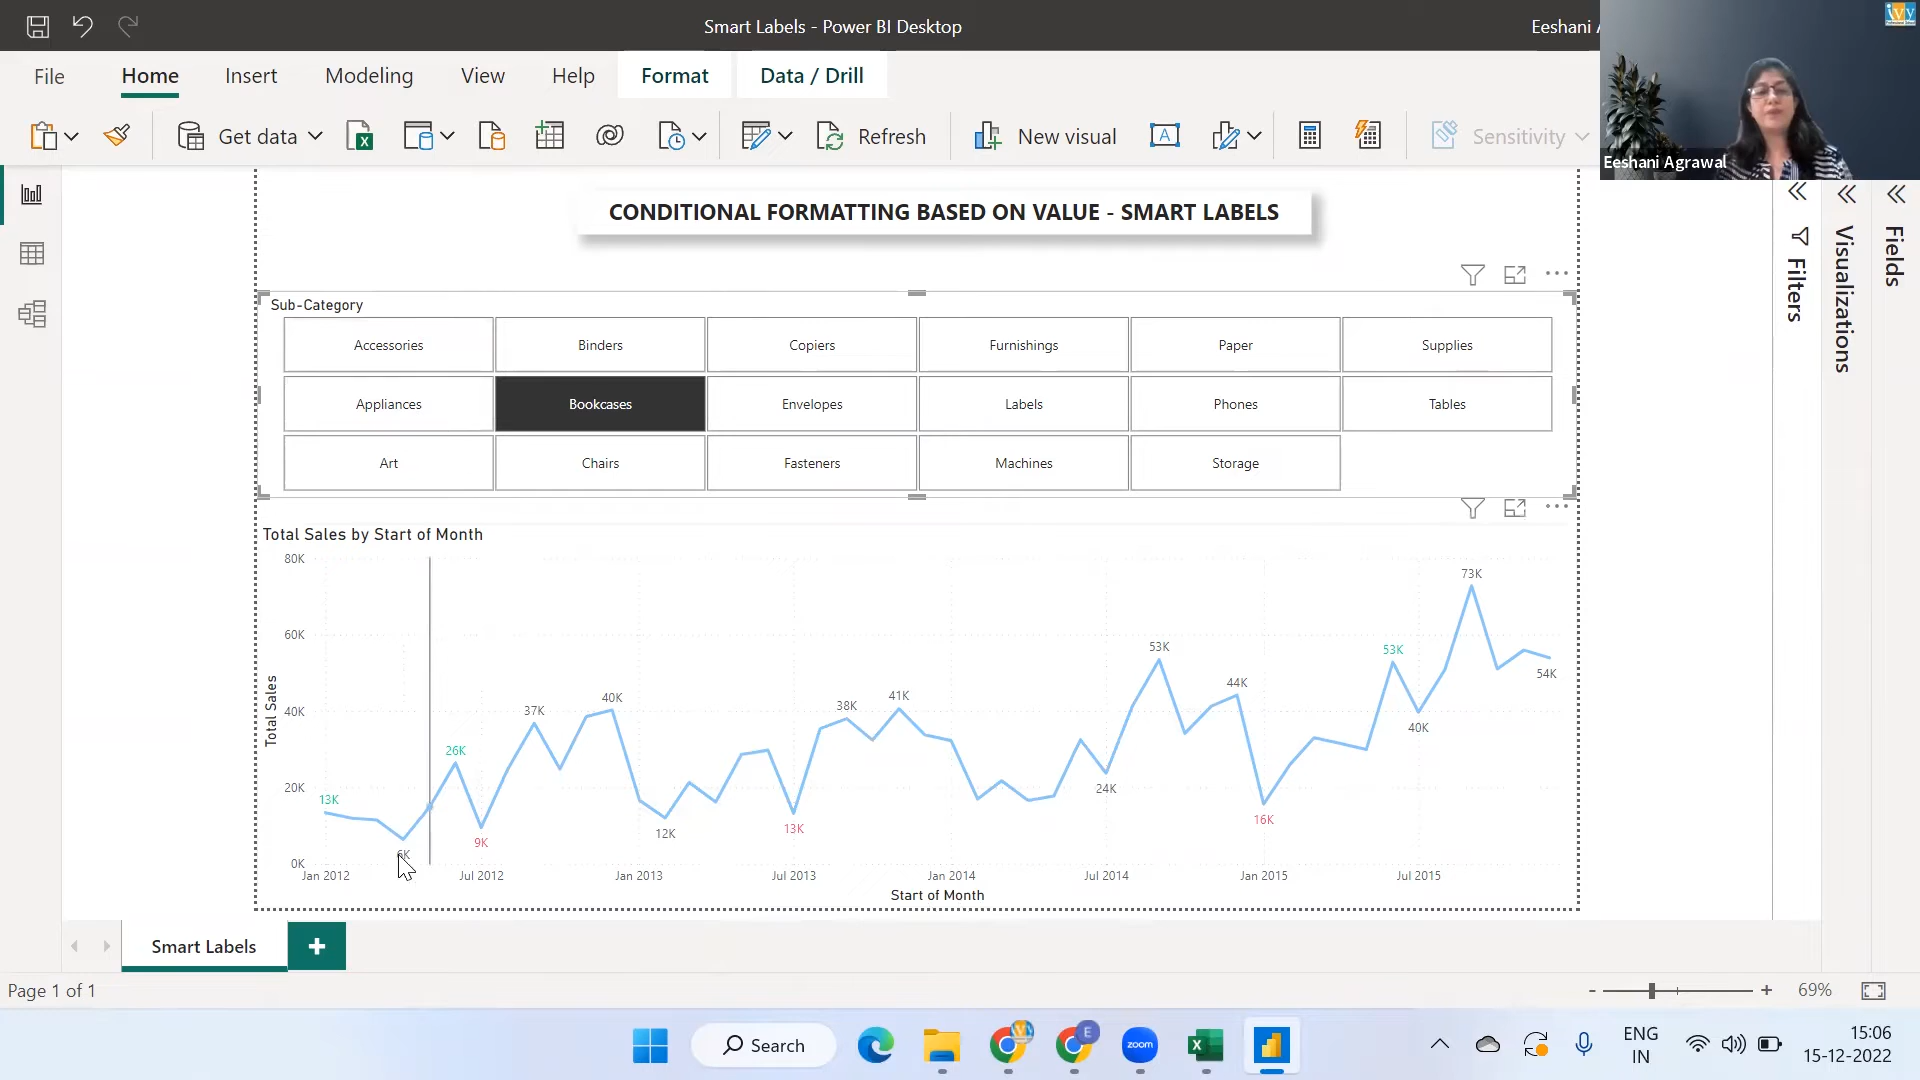 Smart Labels - Power BI Desktop
Eeshani A
ivy
File
Home
Insert
Modeling
View
Help
Format
Data / Drill
Get data
Refresh
New visual
Sensitivity
Eeshani Agrawal
CONDITIONAL FORMATTING BASED ON VALUE - SMART LABELS
Filters
Visualizations
Fields
Sub-Category
Accessories
Binders
Copiers
Furnishings
Paper
Supplies
Appliances
Bookcases
Envelopes
Labels
Phones
Tables
Art
Chairs
Fasteners
Machines
Storage
Total Sales by Start of Month
Total Sales
80K
60K
40K
20K
0K
13K
6K
26K
9K
37K
40K
12K
13K
38K
41K
24K
53K
44K
16K
53K
40K
73K
54K
Jan 2012
Jul 2012
Jan 2013
Jul 2013
Jan 2014
Jul 2014
Jan 2015
Jul 2015
Start of Month
Smart Labels
Page 1 of 1
69%
Search
zoom
ENG
IN
15:06
15-12-2022